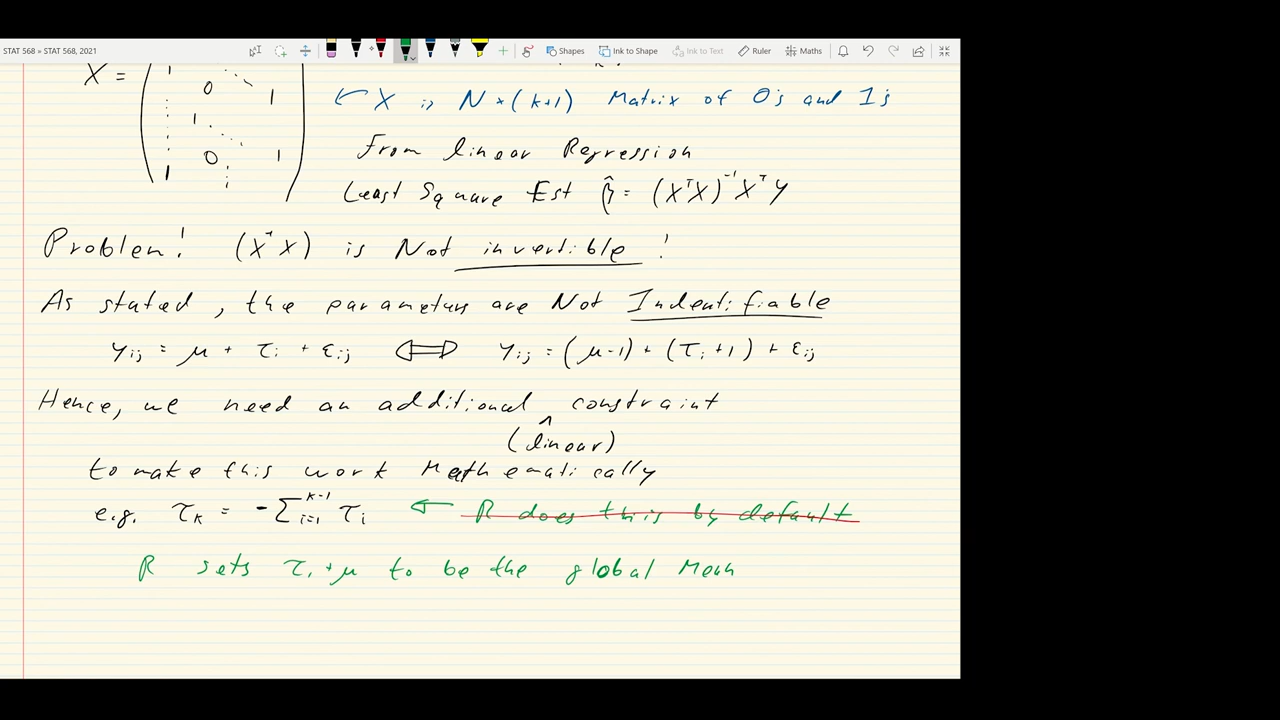 STAT 568 » STAT 568, 2021
Shapes Ink to Shape Ink to Text Ruler Maths
X = ( 1 0 1 1 0 1 1 )
← X is N × (k+1) Matrix of 0's and 1's
From linear Regression
Least Square Est β̂ = (XᵀX)⁻¹XᵀY
Problem! (XᵀX) is Not invertible !
As stated, the parameters are Not Indentifiable
yᵢⱼ = μ + τᵢ + εᵢⱼ ⟺ yᵢⱼ = (μ-1) + (τᵢ+1) + εᵢⱼ
Hence, we need an additional constraint
^
(linear)
to make this work Mathematically
e.g. τₖ = -∑ᵢ₌₁ᵏ⁻¹ τᵢ ← R does this by default
R sets τ₁+μ to be the global Mean